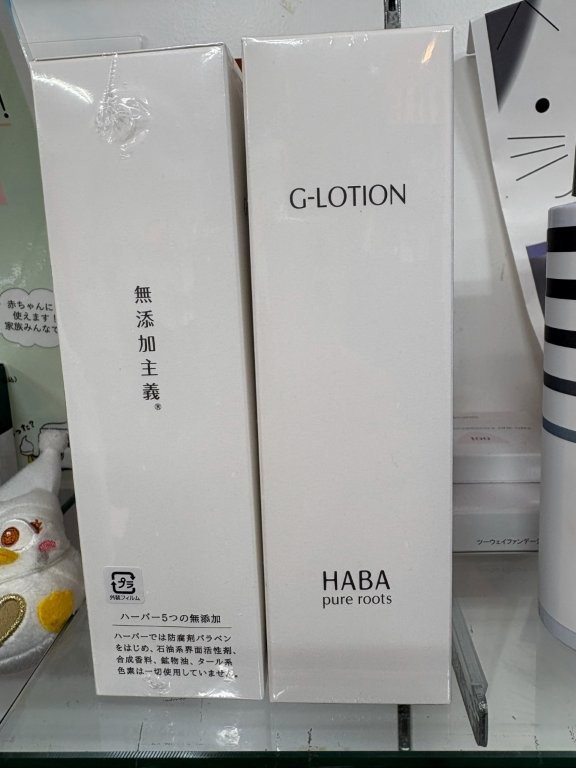 無添加主義®
プラ
外装フィルム
ハーバー5つの無添加
ハーバーでは防腐剤パラベン
をはじめ、石油系界面活性剤、
合成香料、鉱物油、タール系
色素は一切使用していません。
G-LOTION
HABA
pure roots
赤ちゃんに
使えます!
家族みんなで
ツーウェイファンデー